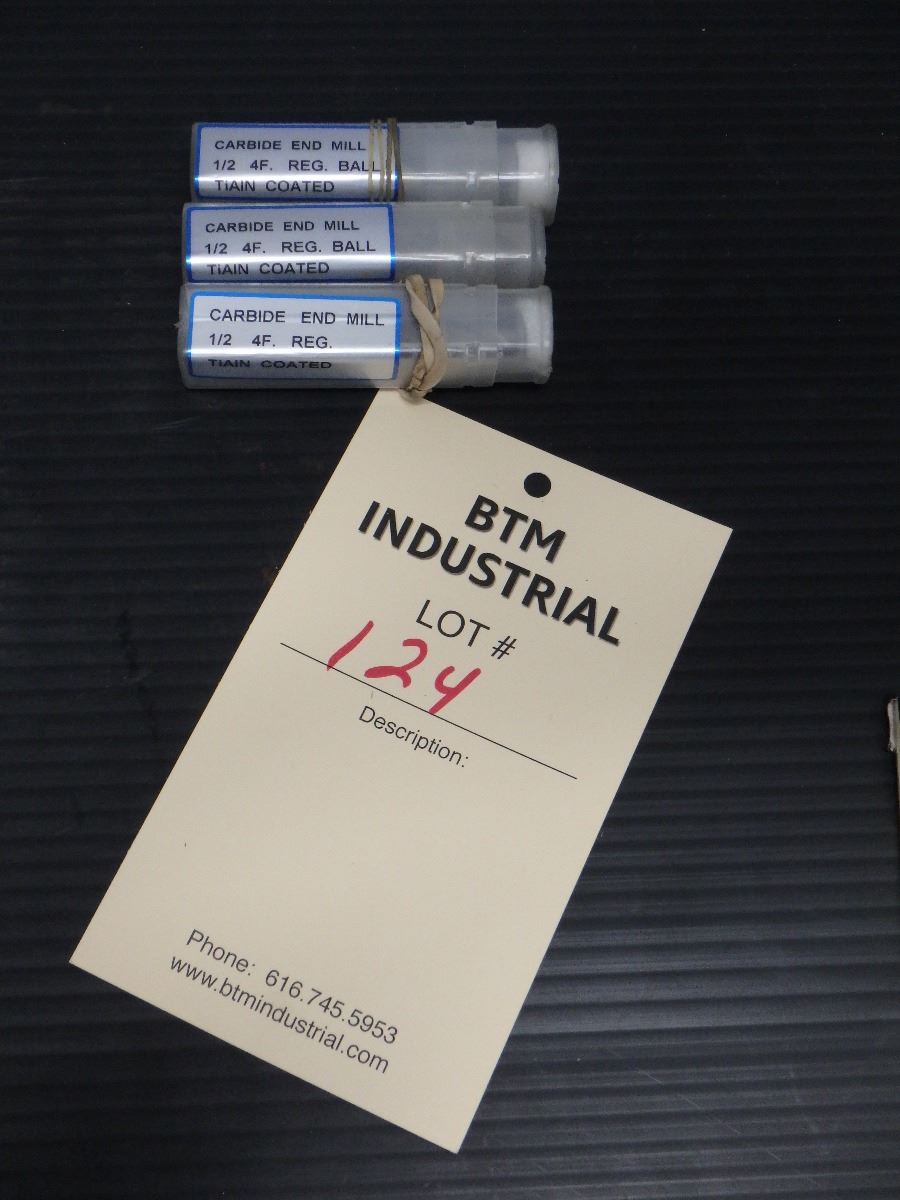 CARBIDE END MILL
1/2 4F. REG. BALL
TiAIN COATED
CARBIDE END MILL
1/2 4F. REG. BALL
TiAIN COATED
CARBIDE END MILL
1/2 4F. REG.
TiAIN COATED
BTM
INDUSTRIAL
LOT #
124
Description:
Phone: 616.745.5953
www.btmindustrial.com